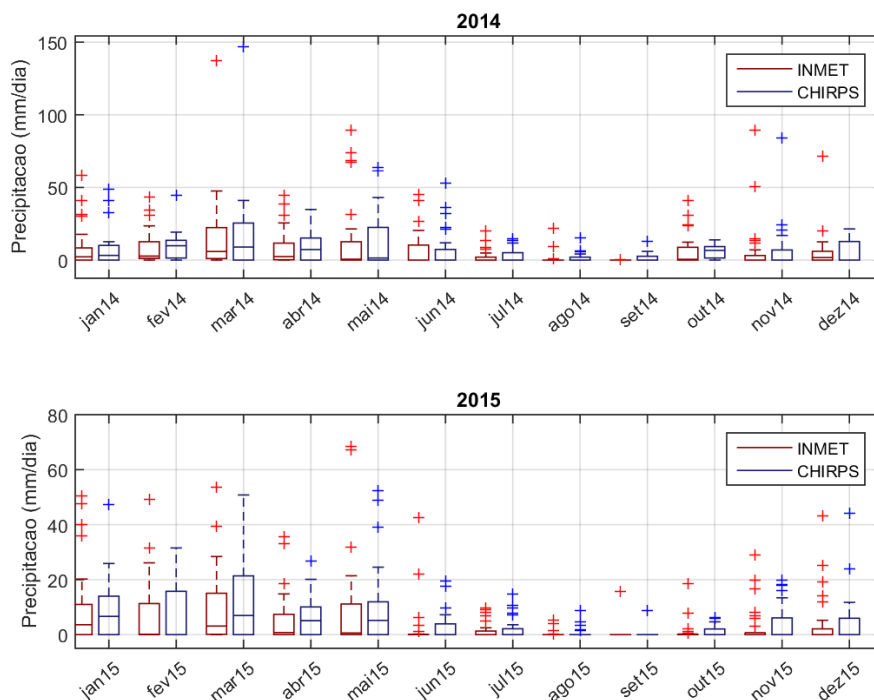 2014
150
100
50
0
Precipitacao (mm/dia)
INMET
CHIRPS
jan14
fev14
mar14
abr14
mai14
jun14
jul14
ago14
set14
out14
nov14
dez14
2015
80
60
40
20
0
Precipitacao (mm/dia)
INMET
CHIRPS
jan15
fev15
mar15
abr15
mai15
jun15
jul15
ago15
set15
out15
nov15
dez15